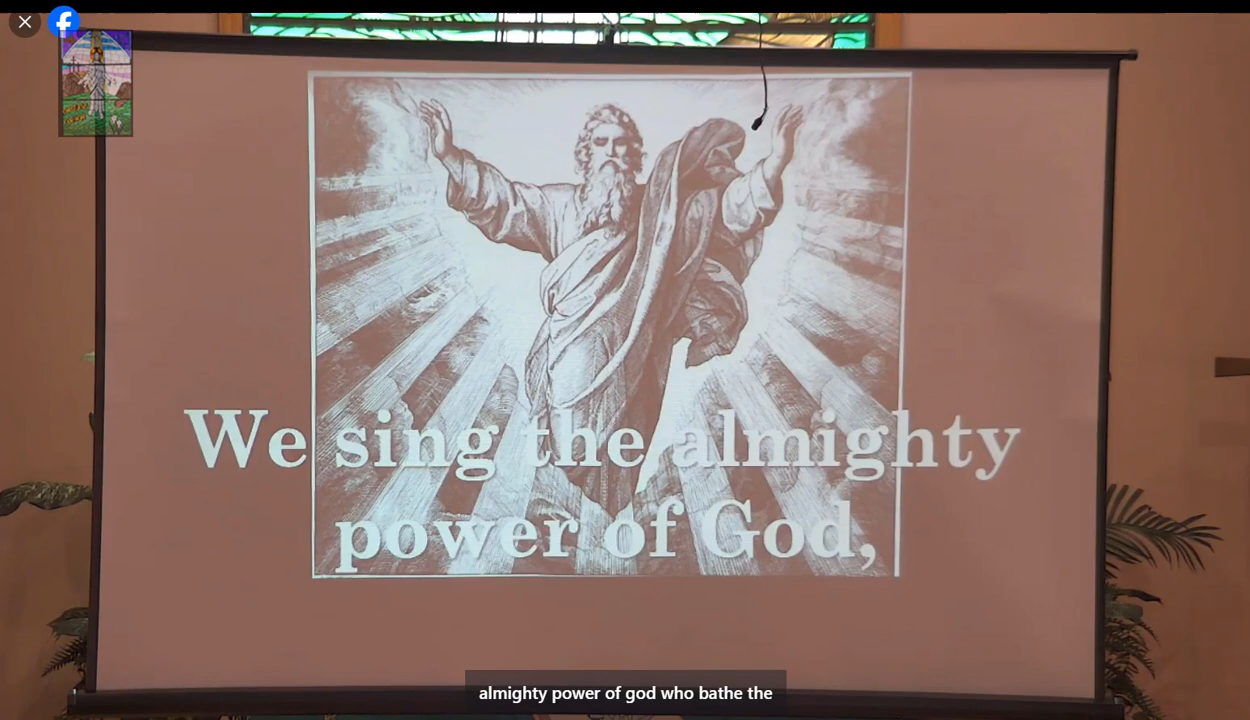 We sing the almighty
power of God,
almighty power of god who bathe the